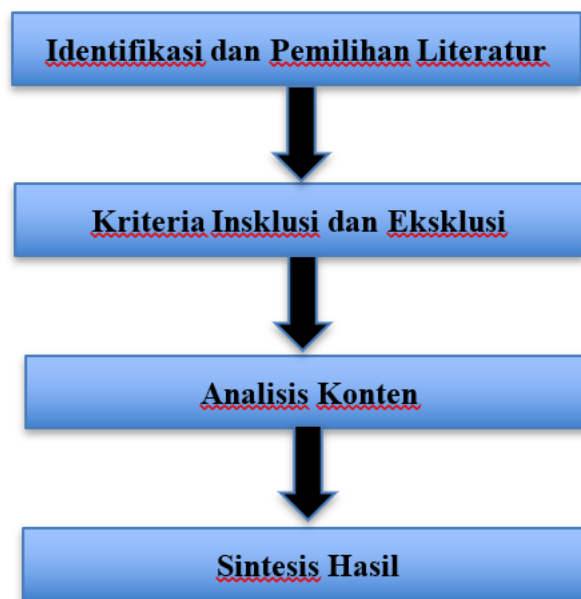 Identifikasi dan Pemilihan Literatur
Kriteria Insklusi dan Eksklusi
Analisis Konten
Sintesis Hasil